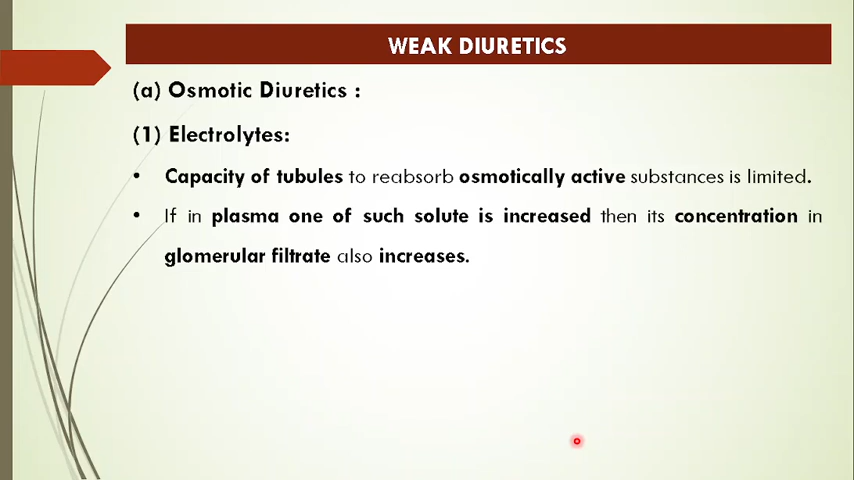 WEAK DIURETICS
(a) Osmotic Diuretics :
(1) Electrolytes:
• Capacity of tubules to reabsorb osmotically active substances is limited.
• If in plasma one of such solute is increased then its concentration in
glomerular filtrate also increases.